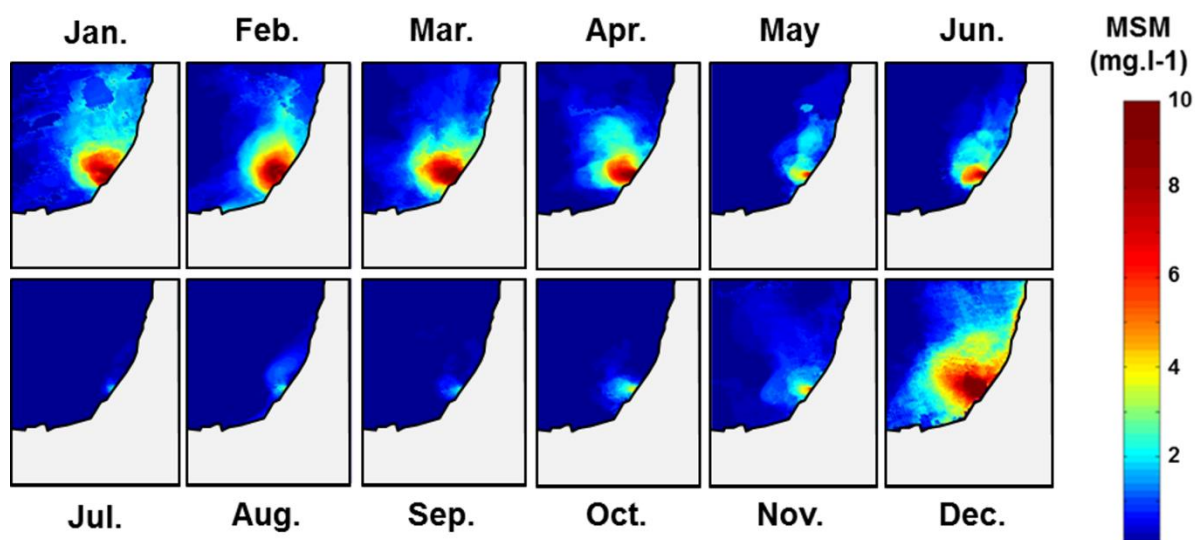 Jan.
Feb.
Mar.
Apr.
May
Jun.
MSM
(mg.l-1)
10
8
6
4
2
Jul.
Aug.
Sep.
Oct.
Nov.
Dec.